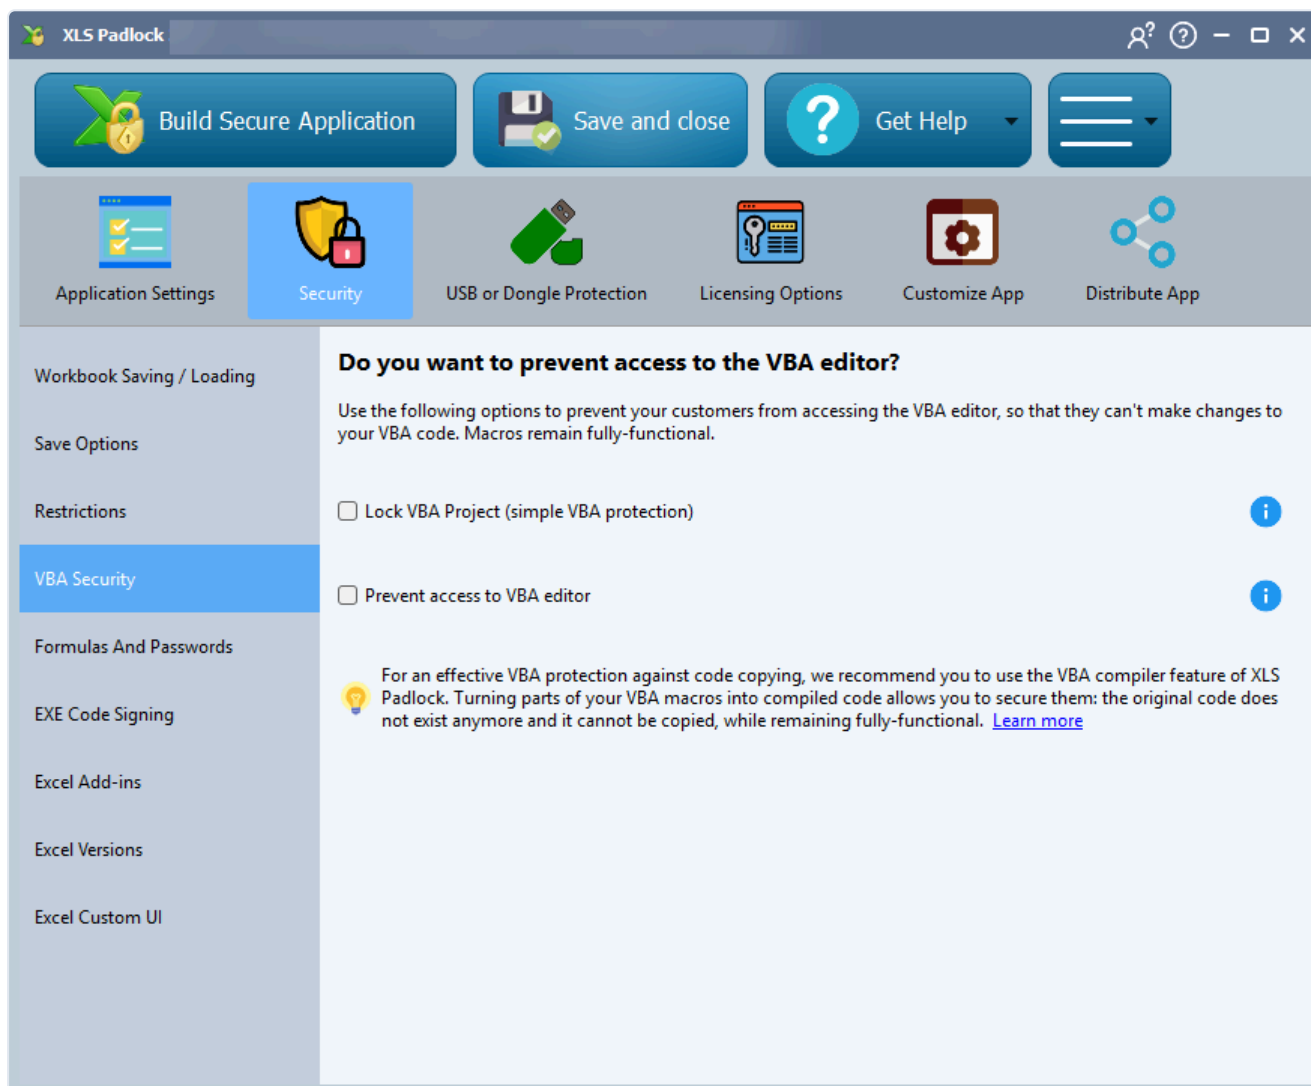 XLS Padlock
Build Secure Application
Save and close
Get Help
Application Settings
Security
USB or Dongle Protection
Licensing Options
Customize App
Distribute App
Workbook Saving / Loading
Save Options
Restrictions
VBA Security
Formulas And Passwords
EXE Code Signing
Excel Add-ins
Excel Versions
Excel Custom UI
Do you want to prevent access to the VBA editor?
Use the following options to prevent your customers from accessing the VBA editor, so that they can't make changes to
your VBA code. Macros remain fully-functional.
Lock VBA Project (simple VBA protection)
Prevent access to VBA editor
For an effective VBA protection against code copying, we recommend you to use the VBA compiler feature of XLS
Padlock. Turning parts of your VBA macros into compiled code allows you to secure them: the original code does
not exist anymore and it cannot be copied, while remaining fully-functional. Learn more